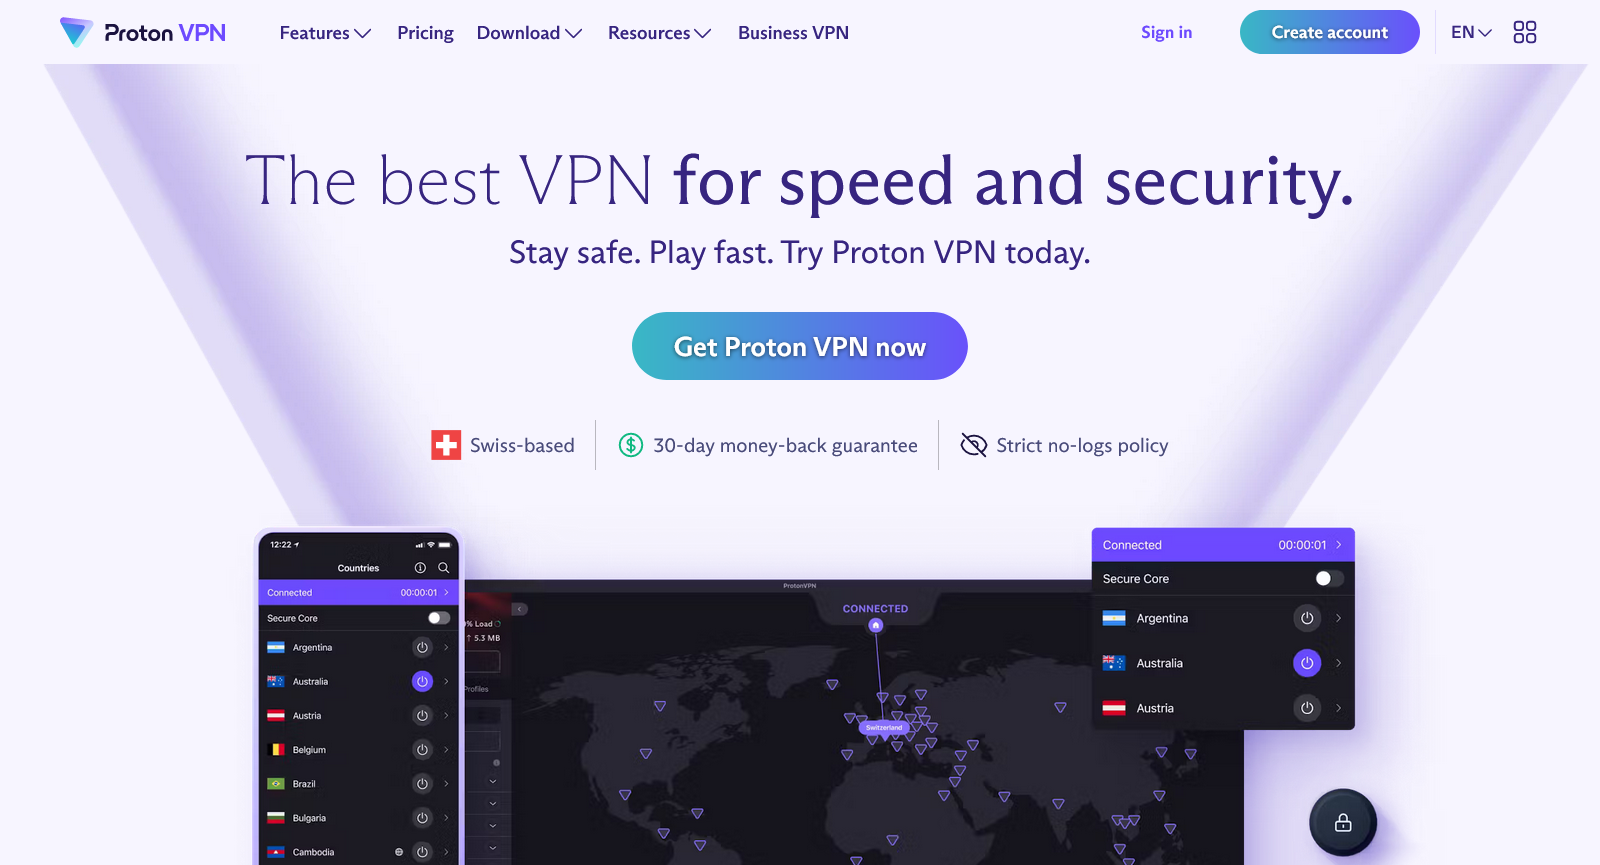 Proton VPN
Features
Pricing
Download
Resources
Business VPN
Sign in
Create account
EN
The best VPN for speed and security.
Stay safe. Play fast. Try Proton VPN today.
Get Proton VPN now
Swiss-based
30-day money-back guarantee
Strict no-logs policy
12:22
Countries
Connected 00:00:01
Secure Core
Argentina
Australia
Austria
Belgium
Brazil
Bulgaria
Cambodia
ProtonVPN
% Load
↑ 5.3 MB
Profiles
CONNECTED
Switzerland
Connected 00:00:01
Secure Core
Argentina
Australia
Austria